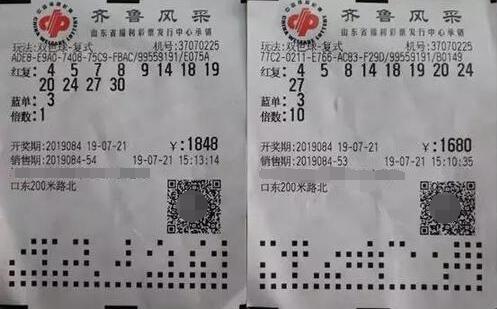 齐鲁风采
山东省福利彩票发行中心承销
玩法:双色球-复式 机号:37070225
ADE8-E9A0-7408-75C9-FBAC/99559191/E075A
红复: 4 5 7 8 9 14 18 19
20 24 27 30
蓝单: 3
倍数: 1
开奖期: 2019084 19-07-21 ¥: 1848
销售期: 2019084-54 19-07-21 15:13:14
口东200米路北
齐鲁风采
山东省福利彩票发行中心承销
玩法:双色球-复式 机号:37070225
77C2-0211-E766-ACB3-F29D/99559191/B0149
红复: 4 5 7 8 14 18 20 24
27
蓝单: 3
倍数: 10
开奖期: 2019084 19-07-21 ¥: 1680
销售期: 2019084-53 19-07-21 15:10:35
口东200米路北